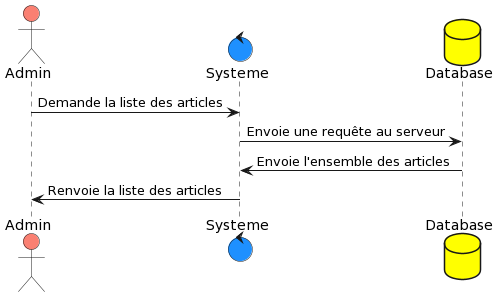 Admin
Systeme
Database
Demande la liste des articles
Envoie une requête au serveur
Envoie l'ensemble des articles
Renvoie la liste des articles
Admin
Systeme
Database